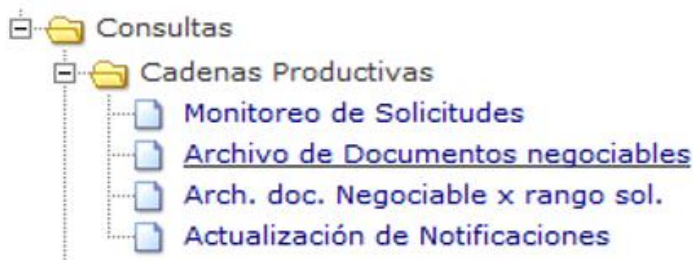 Consultas
Cadenas Productivas
Monitoreo de Solicitudes
Archivo de Documentos negociables
Arch. doc. Negociable x rango sol.
Actualización de Notificaciones